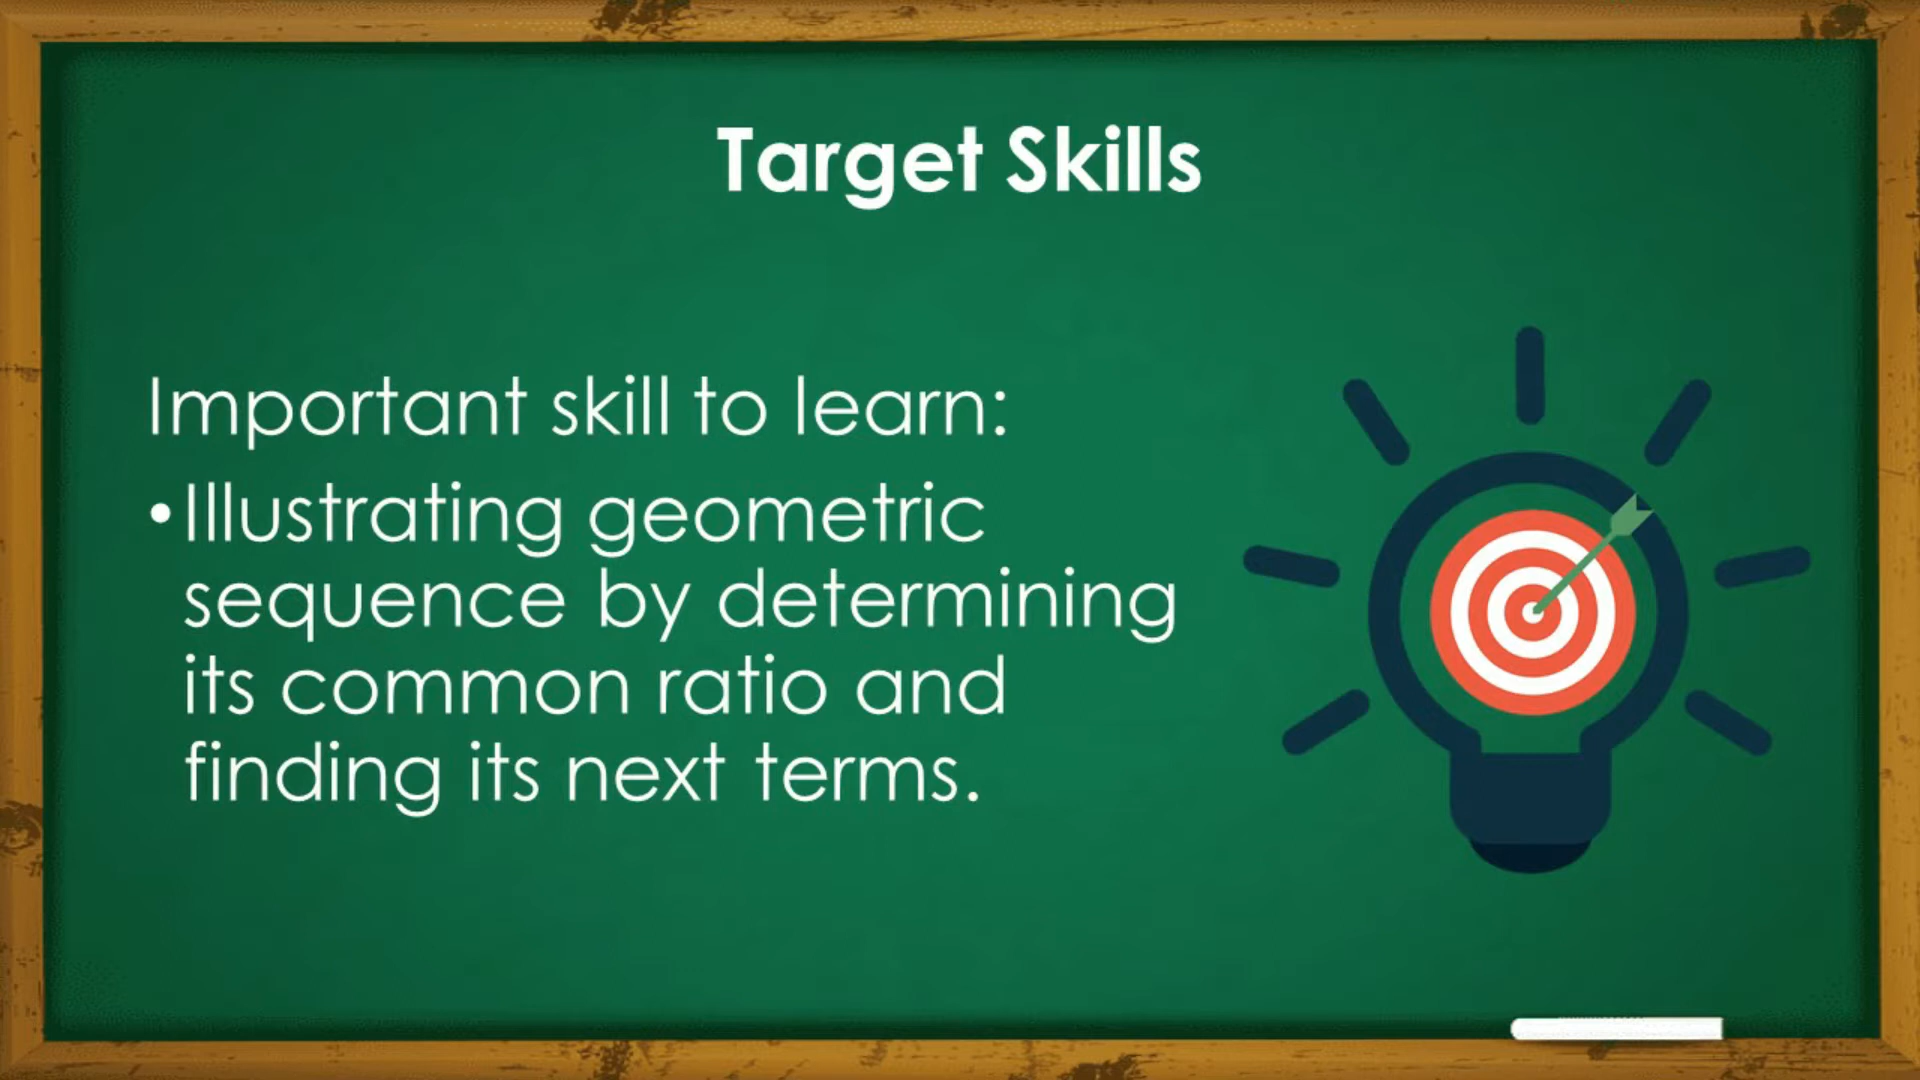 Target Skills
Important skill to learn:
•Illustrating geometric
sequence by determining
its common ratio and
finding its next terms.